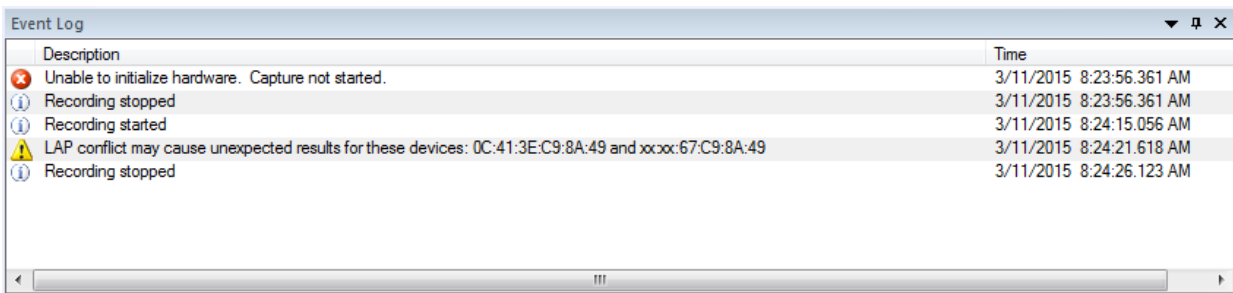 Event Log
Description Time
Unable to initialize hardware. Capture not started. 3/11/2015 8:23:56.361 AM
Recording stopped 3/11/2015 8:23:56.361 AM
Recording started 3/11/2015 8:24:15.056 AM
LAP conflict may cause unexpected results for these devices: 0C:41:3E:C9:8A:49 and xx:xx:67:C9:8A:49 3/11/2015 8:24:21.618 AM
Recording stopped 3/11/2015 8:24:26.123 AM